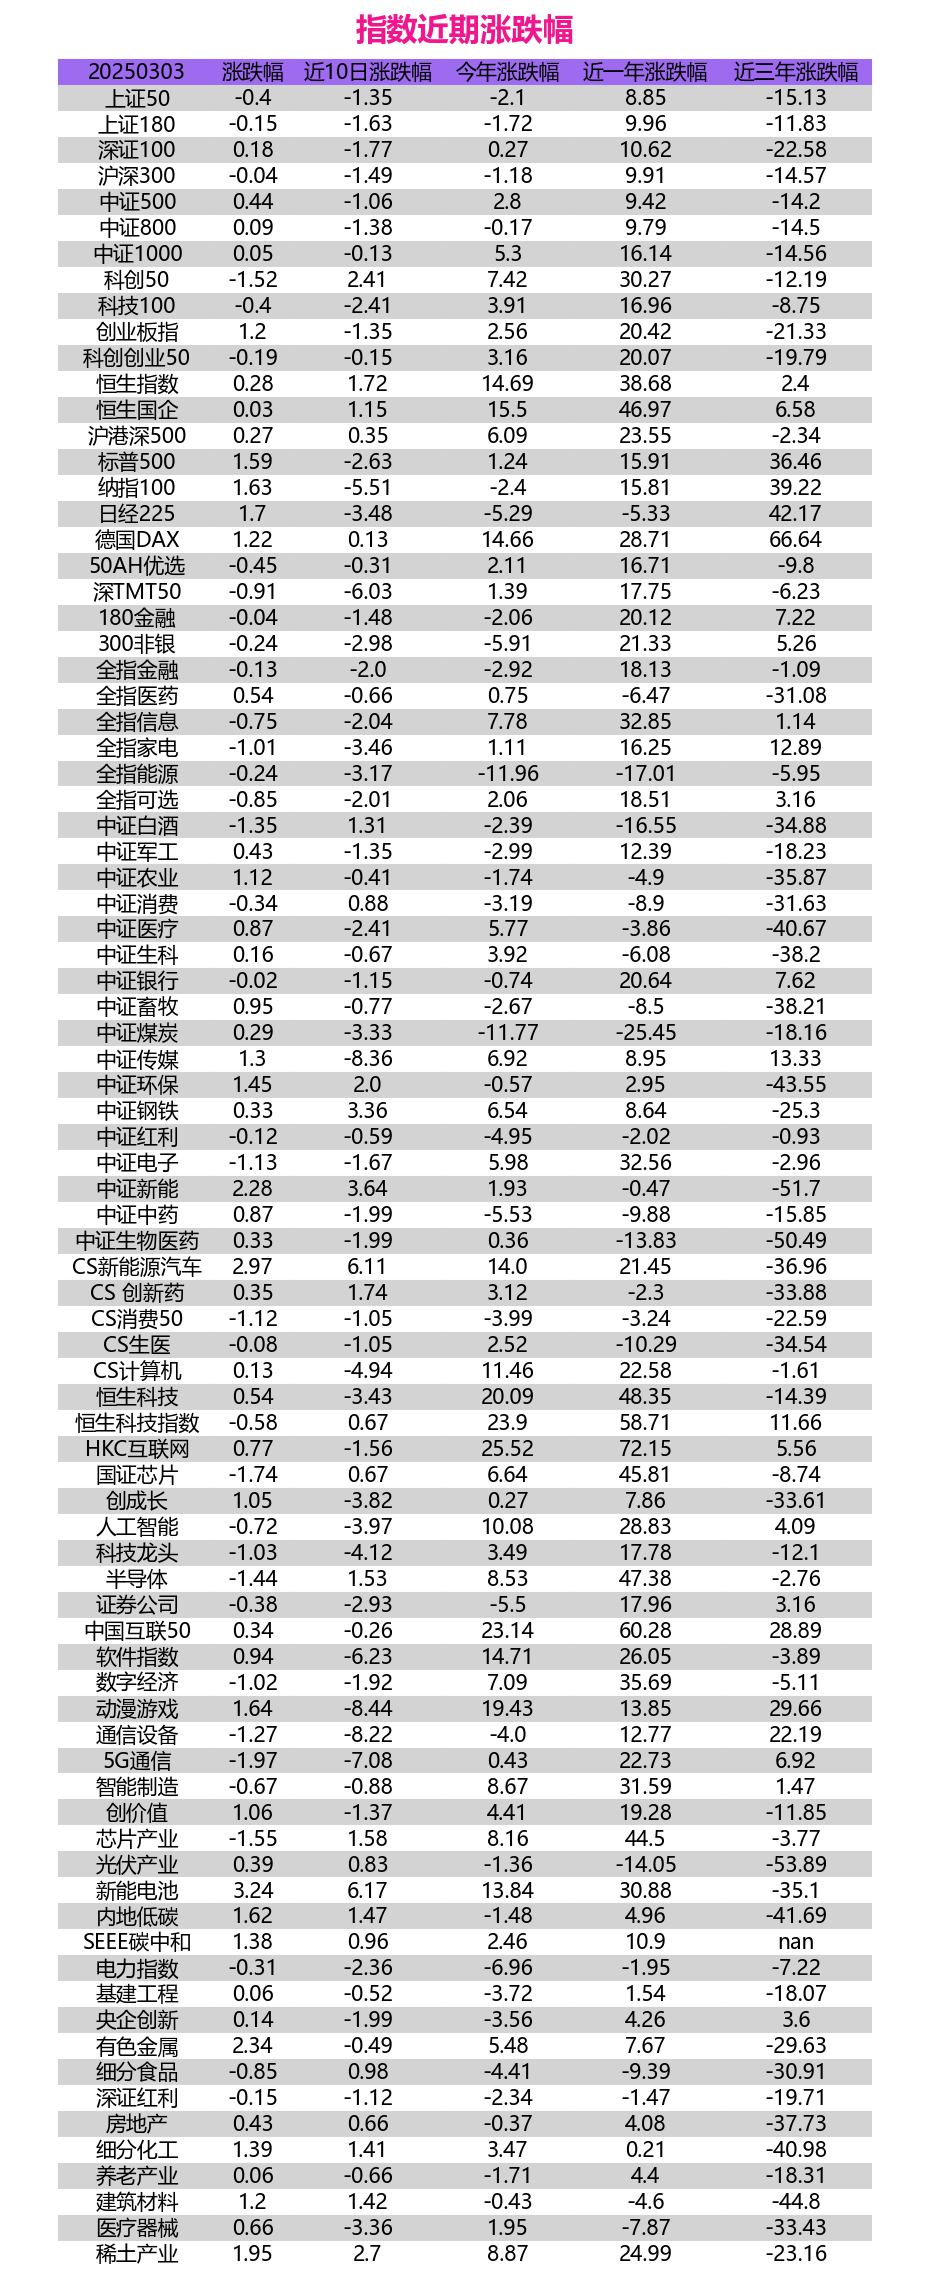 指数近期涨跌幅
20250303 涨跌幅 近10日涨跌幅 今年涨跌幅 近一年涨跌幅 近三年涨跌幅
上证50 -0.4 -1.35 -2.1 8.85 -15.13
上证180 -0.15 -1.63 -1.72 9.96 -11.83
深证100 0.18 -1.77 0.27 10.62 -22.58
沪深300 -0.04 -1.49 -1.18 9.91 -14.57
中证500 0.44 -1.06 2.8 9.42 -14.2
中证800 0.09 -1.38 -0.17 9.79 -14.5
中证1000 0.05 -0.13 5.3 16.14 -14.56
科创50 -1.52 2.41 7.42 30.27 -12.19
科技100 -0.4 -2.41 3.91 16.96 -8.75
创业板指 1.2 -1.35 2.56 20.42 -21.33
科创创业50 -0.19 -0.15 3.16 20.07 -19.79
恒生指数 0.28 1.72 14.69 38.68 2.4
恒生国企 0.03 1.15 15.5 46.97 6.58
沪港深500 0.27 0.35 6.09 23.55 -2.34
标普500 1.59 -2.63 1.24 15.91 36.46
纳指100 1.63 -5.51 -2.4 15.81 39.22
日经225 1.7 -3.48 -5.29 -5.33 42.17
德国DAX 1.22 0.13 14.66 28.71 66.64
50AH优选 -0.45 -0.31 2.11 16.71 -9.8
深TMT50 -0.91 -6.03 1.39 17.75 -6.23
180金融 -0.04 -1.48 -2.06 20.12 7.22
300非银 -0.24 -2.98 -5.91 21.33 5.26
全指金融 -0.13 -2.0 -2.92 18.13 -1.09
全指医药 0.54 -0.66 0.75 -6.47 -31.08
全指信息 -0.75 -2.04 7.78 32.85 1.14
全指家电 -1.01 -3.46 1.11 16.25 12.89
全指能源 -0.24 -3.17 -11.96 -17.01 -5.95
全指可选 -0.85 -2.01 2.06 18.51 3.16
中证白酒 -1.35 1.31 -2.39 -16.55 -34.88
中证军工 0.43 -1.35 -2.99 12.39 -18.23
中证农业 1.12 -0.41 -1.74 -4.9 -35.87
中证消费 -0.34 0.88 -3.19 -8.9 -31.63
中证医疗 0.87 -2.41 5.77 -3.86 -40.67
中证生科 0.16 -0.67 3.92 -6.08 -38.2
中证银行 -0.02 -1.15 -0.74 20.64 7.62
中证畜牧 0.95 -0.77 -2.67 -8.5 -38.21
中证煤炭 0.29 -3.33 -11.77 -25.45 -18.16
中证传媒 1.3 -8.36 6.92 8.95 13.33
中证环保 1.45 2.0 -0.57 2.95 -43.55
中证钢铁 0.33 3.36 6.54 8.64 -25.3
中证红利 -0.12 -0.59 -4.95 -2.02 -0.93
中证电子 -1.13 -1.67 5.98 32.56 -2.96
中证新能 2.28 3.64 1.93 -0.47 -51.7
中证中药 0.87 -1.99 -5.53 -9.88 -15.85
中证生物医药 0.33 -1.99 0.36 -13.83 -50.49
CS新能源汽车 2.97 6.11 14.0 21.45 -36.96
CS 创新药 0.35 1.74 3.12 -2.3 -33.88
CS消费50 -1.12 -1.05 -3.99 -3.24 -22.59
CS生医 -0.08 -1.05 2.52 -10.29 -34.54
CS计算机 0.13 -4.94 11.46 22.58 -1.61
恒生科技 0.54 -3.43 20.09 48.35 -14.39
恒生科技指数 -0.58 0.67 23.9 58.71 11.66
HKC互联网 0.77 -1.56 25.52 72.15 5.56
国证芯片 -1.74 0.67 6.64 45.81 -8.74
创成长 1.05 -3.82 0.27 7.86 -33.61
人工智能 -0.72 -3.97 10.08 28.83 4.09
科技龙头 -1.03 -4.12 3.49 17.78 -12.1
半导体 -1.44 1.53 8.53 47.38 -2.76
证券公司 -0.38 -2.93 -5.5 17.96 3.16
中国互联50 0.34 -0.26 23.14 60.28 28.89
软件指数 0.94 -6.23 14.71 26.05 -3.89
数字经济 -1.02 -1.92 7.09 35.69 -5.11
动漫游戏 1.64 -8.44 19.43 13.85 29.66
通信设备 -1.27 -8.22 -4.0 12.77 22.19
5G通信 -1.97 -7.08 0.43 22.73 6.92
智能制造 -0.67 -0.88 8.67 31.59 1.47
创价值 1.06 -1.37 4.41 19.28 -11.85
芯片产业 -1.55 1.58 8.16 44.5 -3.77
光伏产业 0.39 0.83 -1.36 -14.05 -53.89
新能电池 3.24 6.17 13.84 30.88 -35.1
内地低碳 1.62 1.47 -1.48 4.96 -41.69
SEEE碳中和 1.38 0.96 2.46 10.9 nan
电力指数 -0.31 -2.36 -6.96 -1.95 -7.22
基建工程 0.06 -0.52 -3.72 1.54 -18.07
央企创新 0.14 -1.99 -3.56 4.26 3.6
有色金属 2.34 -0.49 5.48 7.67 -29.63
细分食品 -0.85 0.98 -4.41 -9.39 -30.91
深证红利 -0.15 -1.12 -2.34 -1.47 -19.71
房地产 0.43 0.66 -0.37 4.08 -37.73
细分化工 1.39 1.41 3.47 0.21 -40.98
养老产业 0.06 -0.66 -1.71 4.4 -18.31
建筑材料 1.2 1.42 -0.43 -4.6 -44.8
医疗器械 0.66 -3.36 1.95 -7.87 -33.43
稀土产业 1.95 2.7 8.87 24.99 -23.16